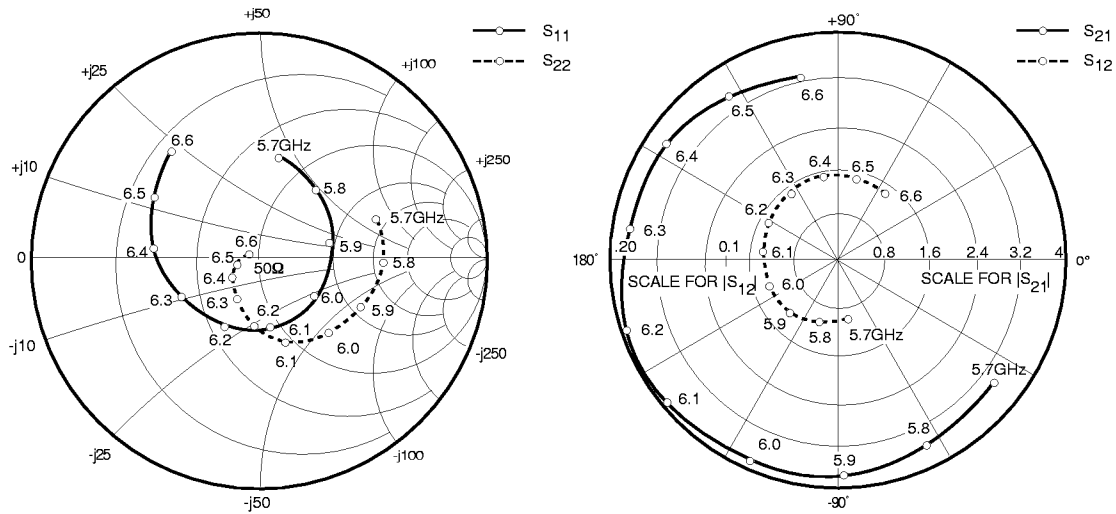 +j50
+j25
+j100
+j10
+j250
0
-j10
-j250
-j25
-j100
-j50
S11
S22
6.6
5.7GHz
6.5
5.8
6.4
5.9
6.3
6.0
6.2
6.1
5.7GHz
6.6
6.5
50Ω
5.8
6.4
6.3
5.9
6.2
6.0
6.1
+90°
S21
S12
6.6
6.5
6.4
6.3
6.2
6.1
6.0
5.9
5.8
5.7GHz
6.4
6.5
6.3
6.6
6.2
6.1
6.0
5.9
5.8
5.7GHz
180°
.20
0.1
0.8
1.6
2.4
3.2
4
0°
SCALE FOR |S12|
SCALE FOR |S21|
-90°